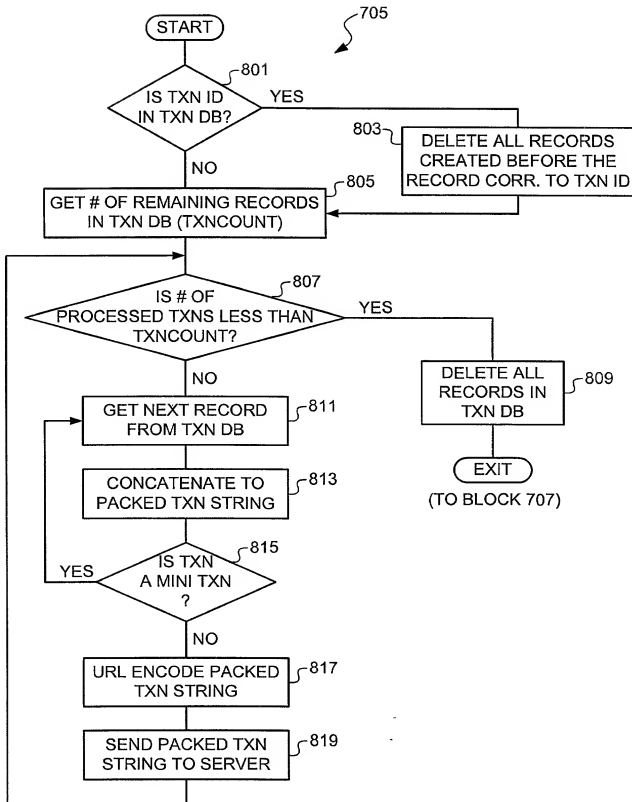 START
705
801
IS TXN ID
IN TXN DB?
YES
803
DELETE ALL RECORDS
CREATED BEFORE THE
RECORD CORR. TO TXN ID
NO
805
GET # OF REMAINING RECORDS
IN TXN DB (TXNCOUNT)
807
IS # OF
PROCESSED TXNS LESS THAN
TXNCOUNT?
YES
809
DELETE ALL
RECORDS IN
TXN DB
NO
GET NEXT RECORD
FROM TXN DB
811
EXIT
(TO BLOCK 707)
CONCATENATE TO
PACKED TXN STRING
813
815
IS TXN
A MINI TXN
?
YES
NO
URL ENCODE PACKED
TXN STRING
817
SEND PACKED TXN
STRING TO SERVER
819